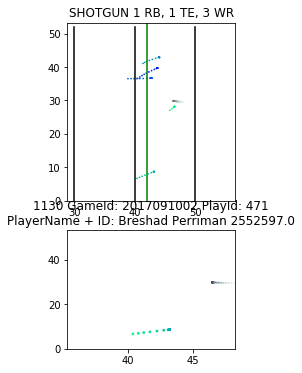 SHOTGUN 1 RB, 1 TE, 3 WR
50
40
30
20
10
0
30 40 50
1130 GameId: 2017091002 PlayId: 471
PlayerName + ID: Breshad Perriman 2552597.0
40
20
0
40 45